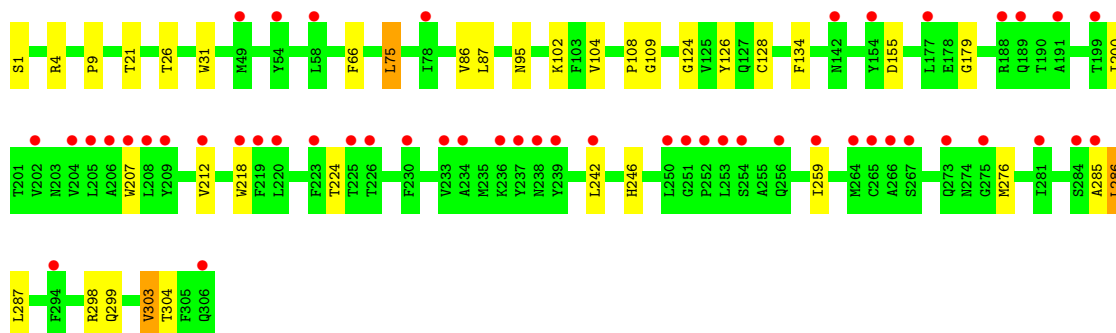 S1 R4 P9 T21 T26 W31 M49 Y54 L58 F66 L75 I78 V86 L87 N95 K102 F103 V104 P108 G109 G124 V125 Y126 Q127 C128 F134 N142 Y154 D155 L177 E178 G179 R188 Q189 T190 A191 T199 I200
T201 V202 N203 V204 L205 A206 W207 L208 Y209 V212 W218 F219 L220 F223 T224 T225 T226 F230 V233 A234 M235 K236 Y237 N238 Y239 L242 H246 L250 G251 P252 L253 S254 A255 Q256 I259 M264 C265 A266 S267 Q273 N274 G275 M276 I281 S284 A285 L286
L287 F294 R298 Q299 V303 T304 F305 Q306